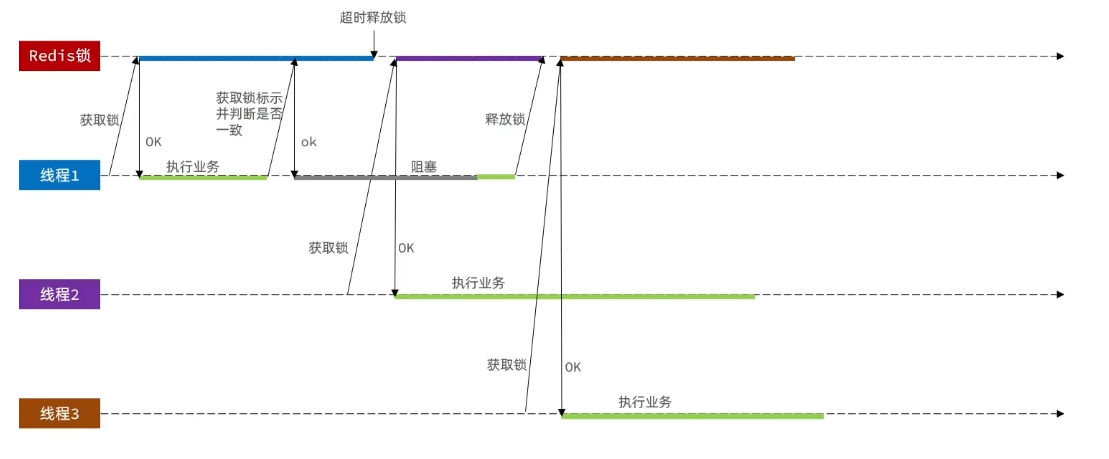 超时释放锁
Redis锁
获取锁
OK
获取锁标示
并判断是否
一致
ok
释放锁
线程1
执行业务
阻塞
获取锁
OK
线程2
执行业务
获取锁
OK
线程3
执行业务